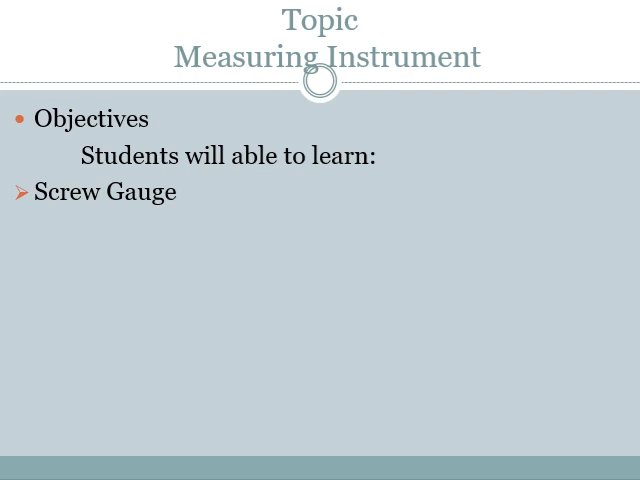 Topic
Measuring Instrument
Objectives
Students will able to learn:
Screw Gauge